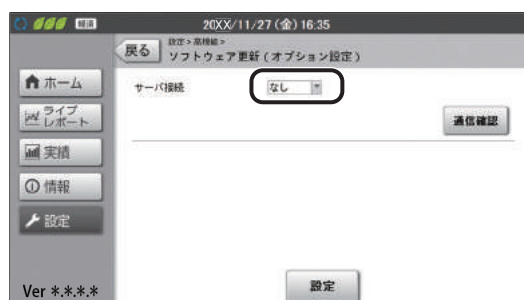 経済
20XX/11/27(金)16:35
戻る
設定>高機能>
ソフトウェア更新(オプション設定)
ホーム
ライブ
レポート
実績
情報
設定
Ver *.*.*.*
サーバ接続
なし
通信確認
設定